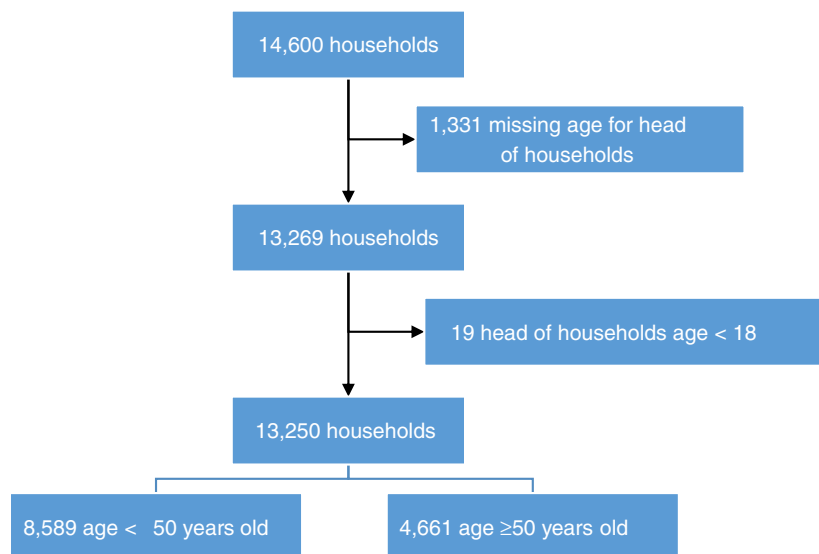 14,600 households
1,331 missing age for head
of households
13,269 households
19 head of households age < 18
13,250 households
8,589 age < 50 years old
4,661 age ≥50 years old